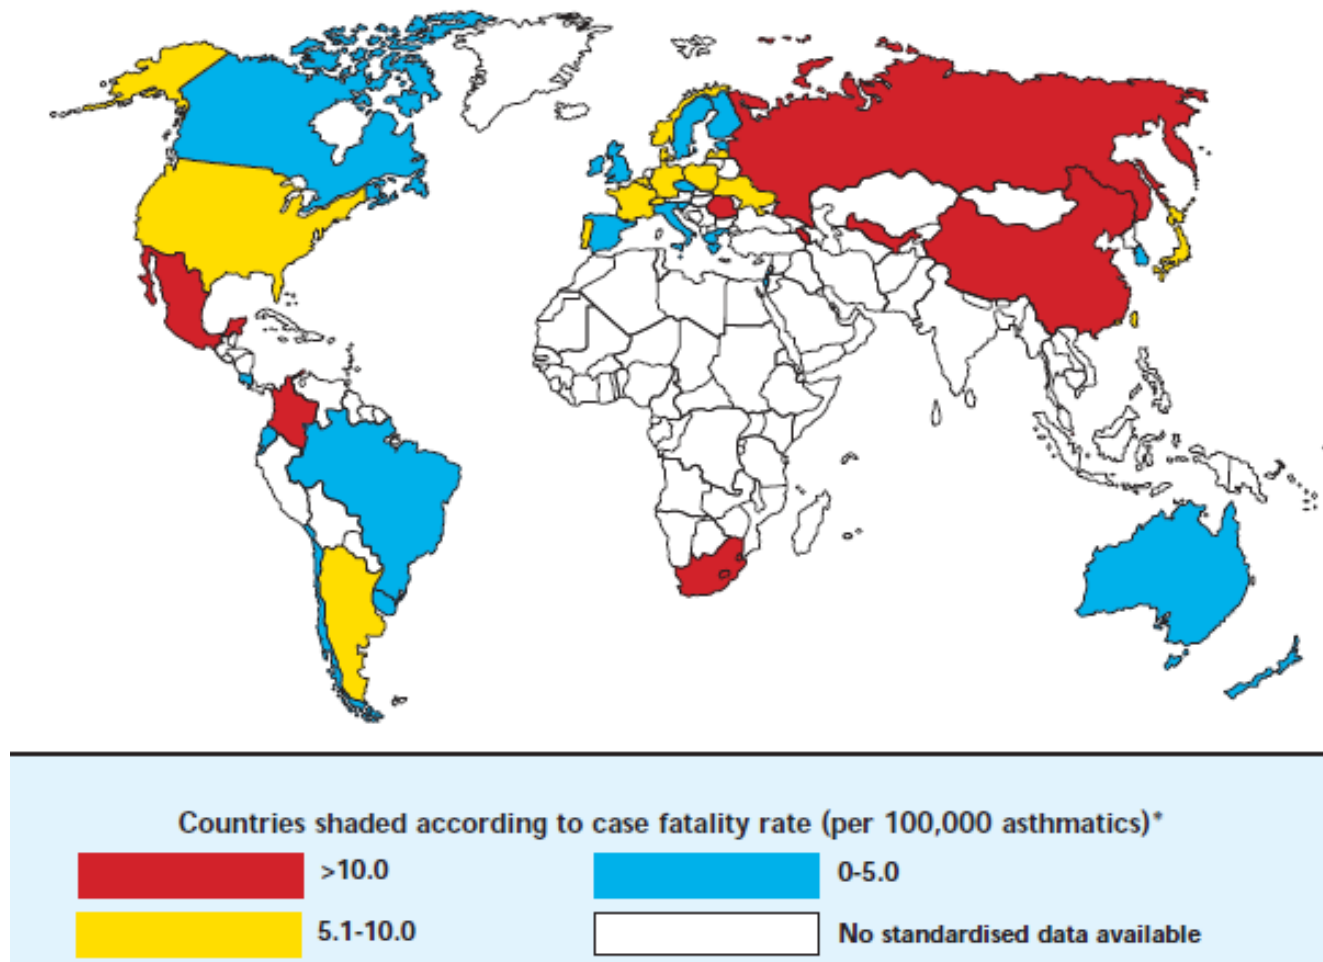 Countries shaded according to case fatality rate (per 100,000 asthmatics)*
>10.0
0-5.0
5.1-10.0
No standardised data available